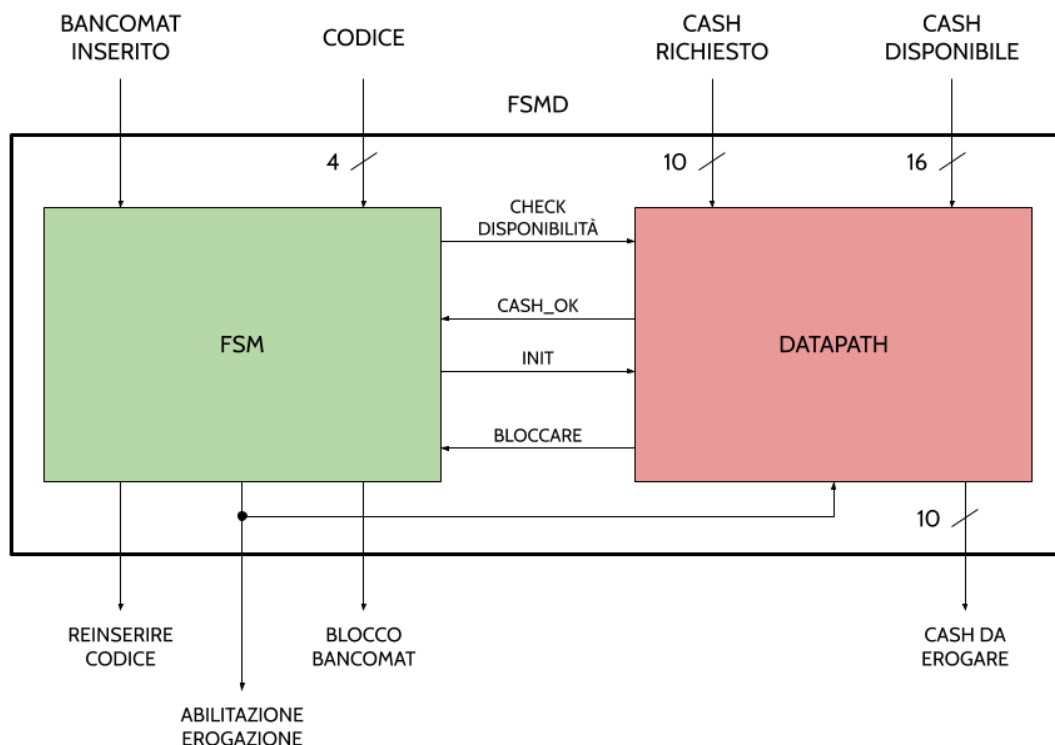 BANCOMAT
INSERITO
CODICE
CASH
RICHIESTO
CASH
DISPONIBILE
FSMD
4
10
16
CHECK
DISPONIBILITÀ
CASH_OK
FSM
DATAPATH
INIT
BLOCCARE
10
REINSERIRE
CODICE
BLOCCO
BANCOMAT
CASH DA
EROGARE
ABILITAZIONE
EROGAZIONE